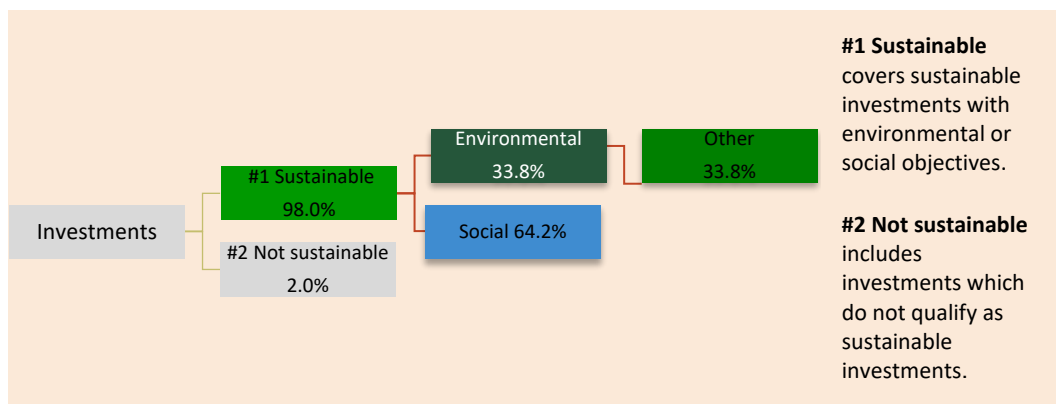 Investments
#1 Sustainable
98.0%
#2 Not sustainable
2.0%
Environmental
33.8%
Social 64.2%
Other
33.8%
#1 Sustainable
covers sustainable
investments with
environmental or
social objectives.
#2 Not sustainable
includes
investments which
do not qualify as
sustainable
investments.